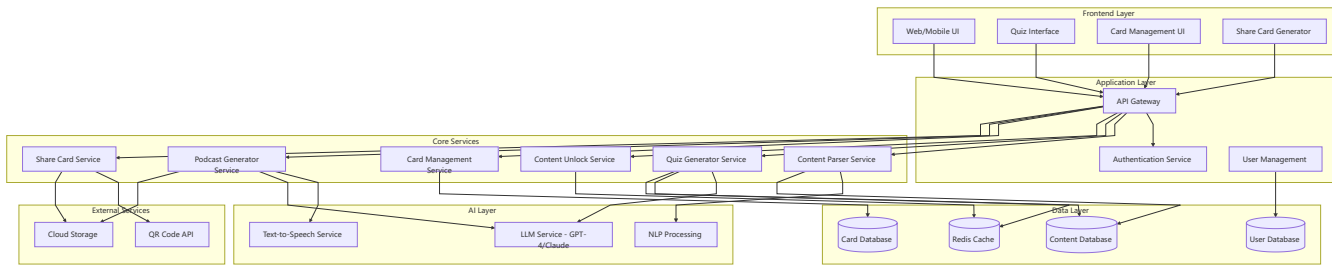 Frontend Layer
Web/Mobile UI
Quiz Interface
Card Management UI
Share Card Generator
Application Layer
API Gateway
Core Services
Share Card Service
Podcast Generator
Service
Card Management
Service
Content Unlock Service
Quiz Generator Service
Content Parser Service
Authentication Service
User Management
External Services
Cloud Storage
QR Code API
AI Layer
Text-to-Speech Service
LLM Service - GPT-
4/Claude
NLP Processing
Data Layer
Card Database
Redis Cache
Content Database
User Database